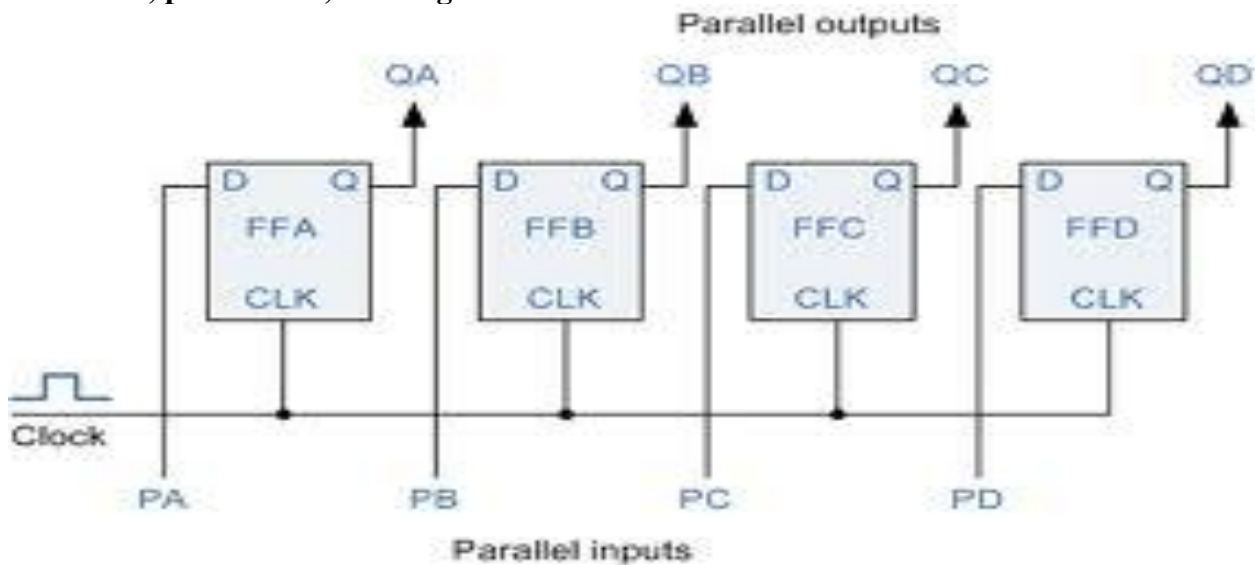 Parallel outputs
QA QB QC QD
D Q D Q D Q D Q
FFA FFB FFC FFD
CLK CLK CLK CLK
Clock
PA PB PC PD
Parallel inputs